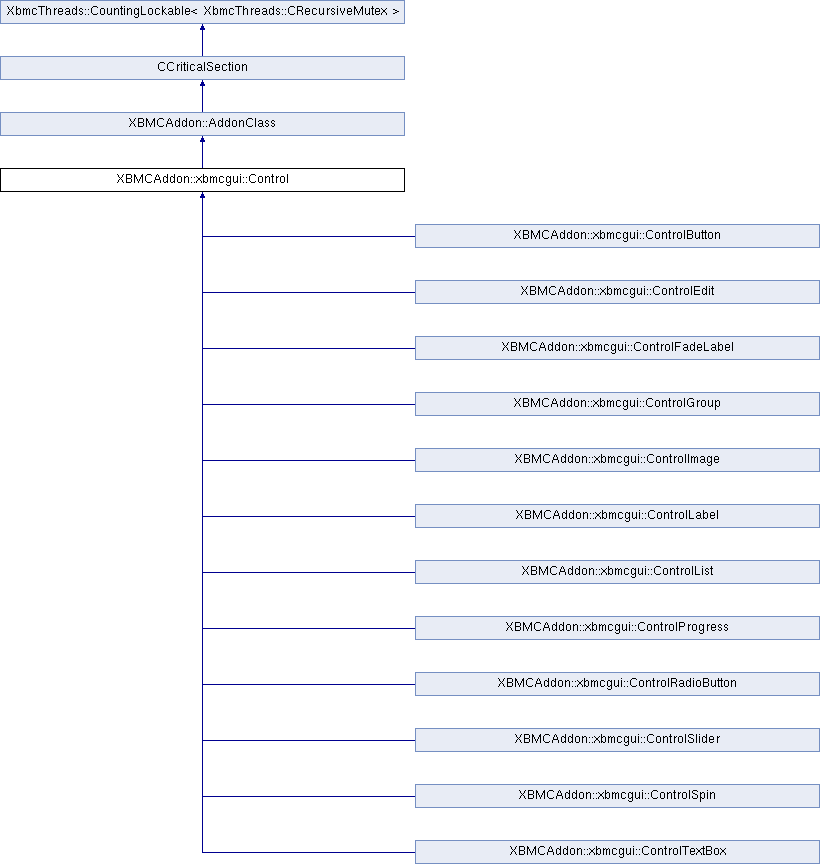 XbmcThreads::CountingLockable< XbmcThreads::CRecursiveMutex >
CCriticalSection
XBMCAddon::AddonClass
XBMCAddon::xbmcgui::Control
XBMCAddon::xbmcgui::ControlButton
XBMCAddon::xbmcgui::ControlEdit
XBMCAddon::xbmcgui::ControlFadeLabel
XBMCAddon::xbmcgui::ControlGroup
XBMCAddon::xbmcgui::ControlImage
XBMCAddon::xbmcgui::ControlLabel
XBMCAddon::xbmcgui::ControlList
XBMCAddon::xbmcgui::ControlProgress
XBMCAddon::xbmcgui::ControlRadioButton
XBMCAddon::xbmcgui::ControlSlider
XBMCAddon::xbmcgui::ControlSpin
XBMCAddon::xbmcgui::ControlTextBox